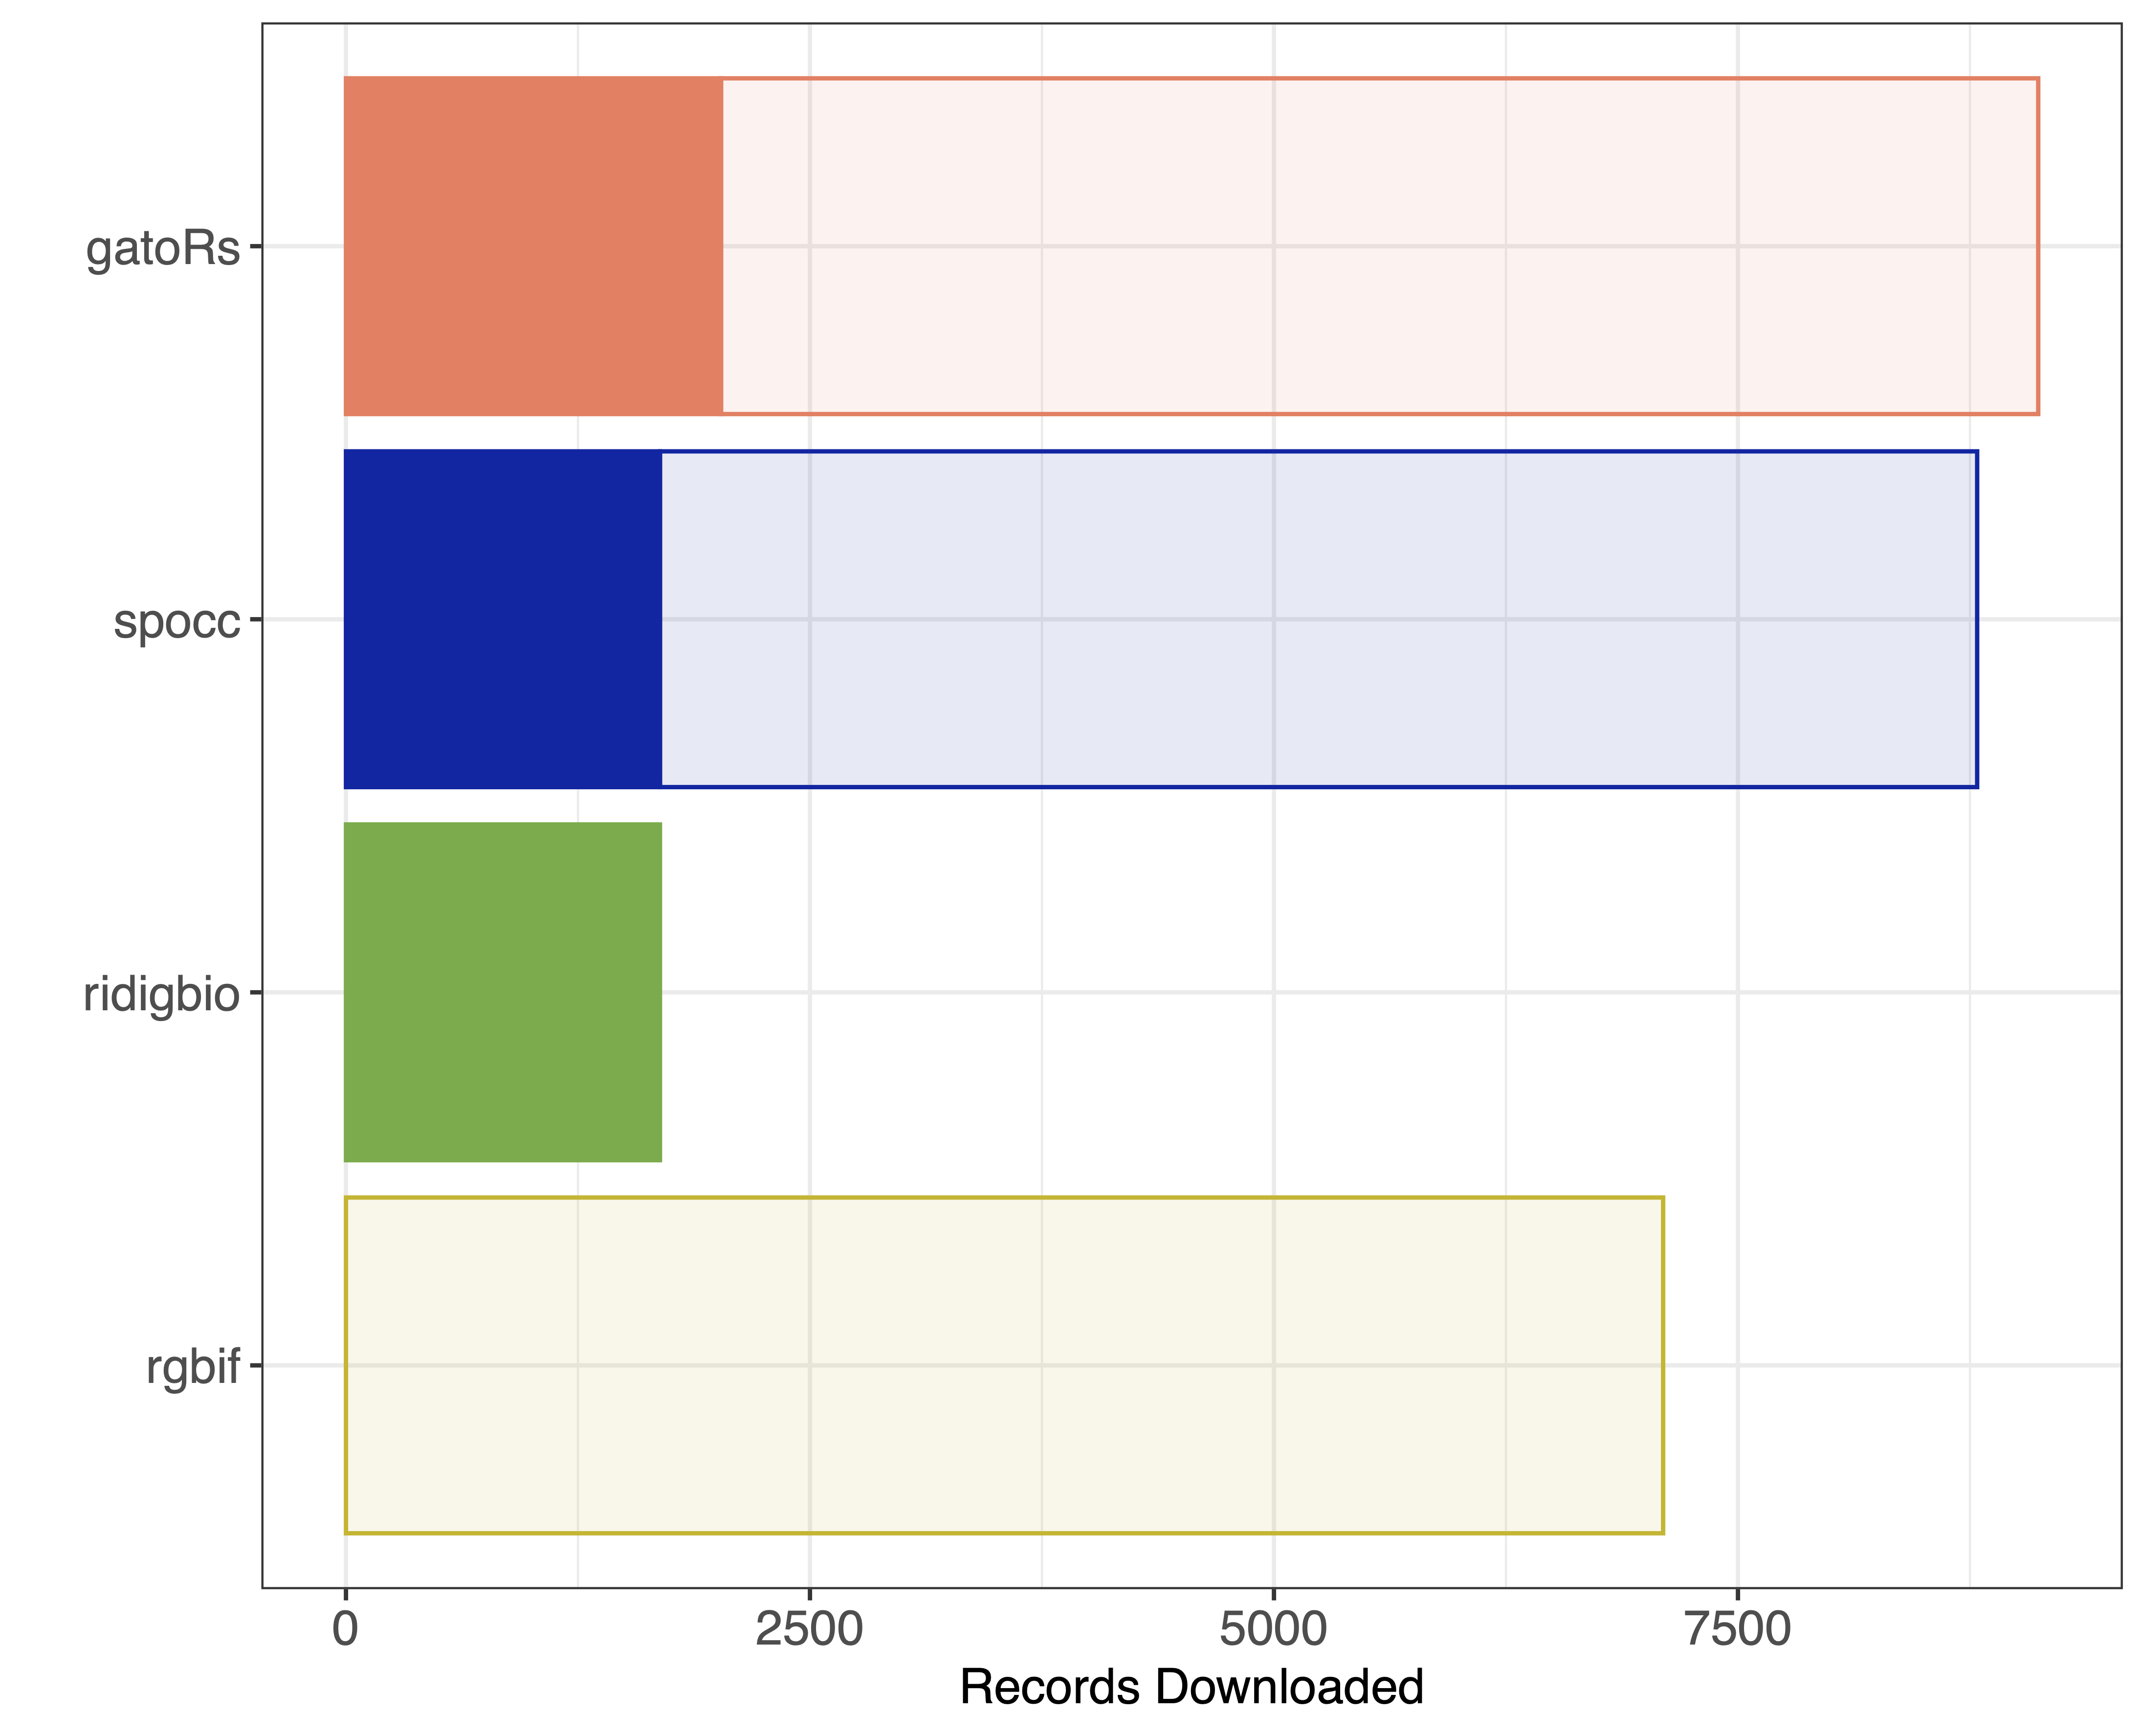 gatoRs
spocc
ridigbio
rgbif
0 2500 5000 7500
Records Downloaded